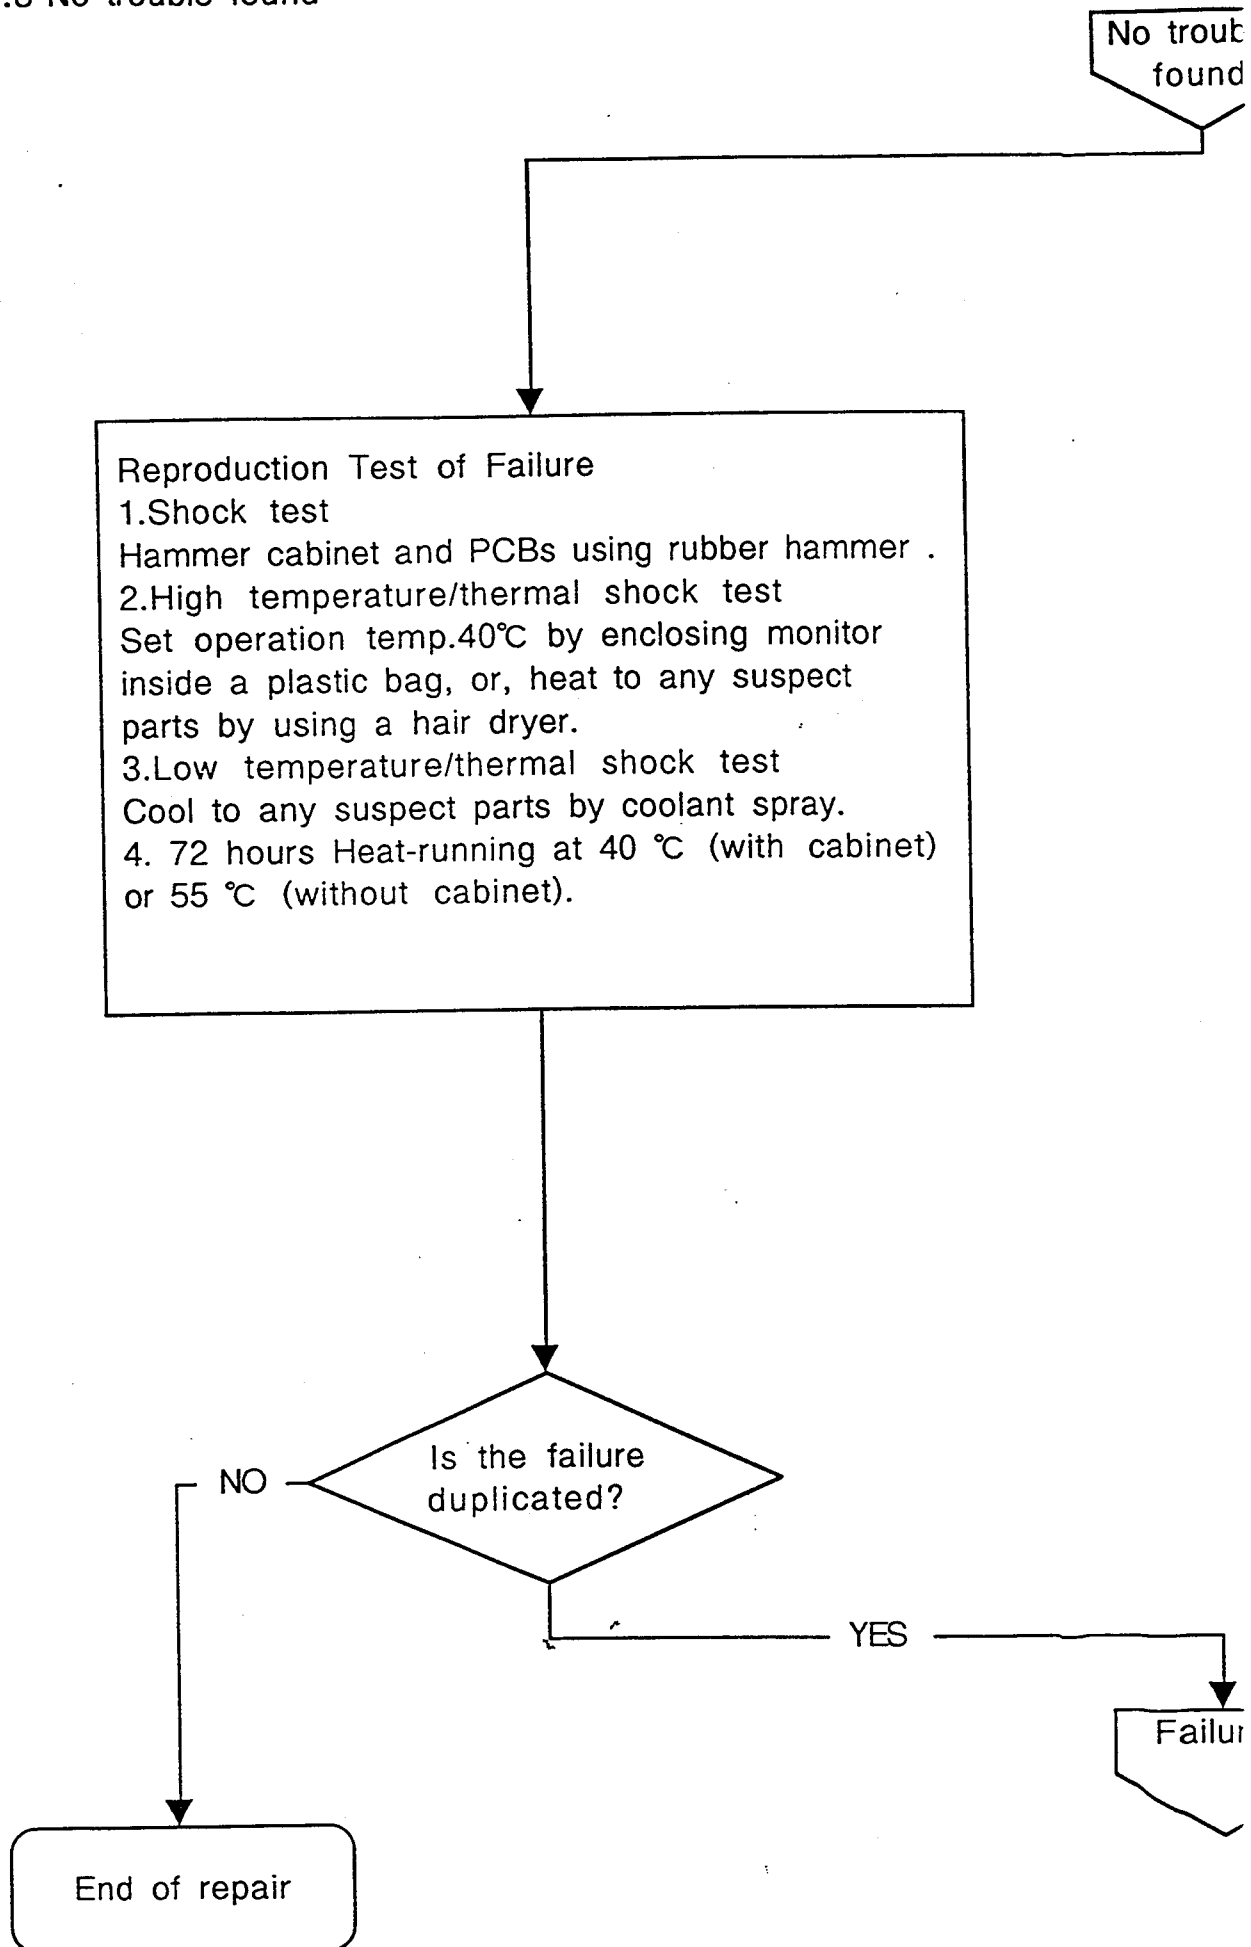 No trouble found
No
found
Reproduction Test of Failure
1.Shock test
Hammer cabinet and PCBs using rubber hammer .
2.High temperature/thermal shock test
Set operation temp.40℃ by enclosing monitor
inside a plastic bag, or, heat to any suspect
parts by using a hair dryer.
3.Low temperature/thermal shock test
Cool to any suspect parts by coolant spray.
4. 72 hours Heat-running at 40 ℃ (with cabinet)
or 55 ℃ (without cabinet).
Is the failure
duplicated?
NO
YES
End of repair